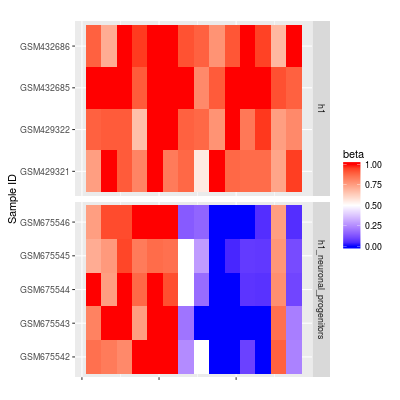 GSM432686
GSM432685
GSM429322
GSM429321
h1
GSM675546
GSM675545
GSM675544
GSM675543
GSM675542
h1_neuronal_progenitors
Sample ID
beta
1.00
0.75
0.50
0.25
0.00